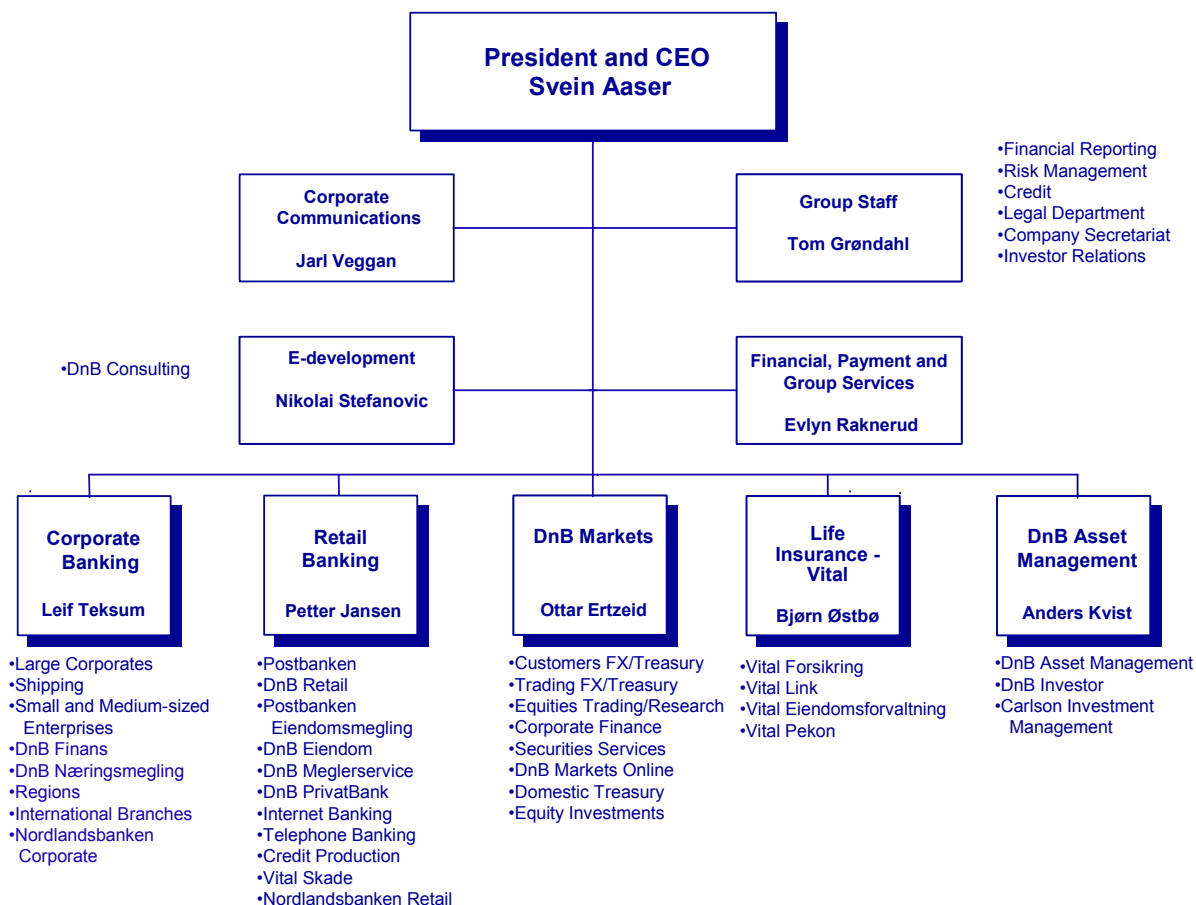 President and CEO
Svein Aaser
Corporate
Communications
Jarl Veggan
Group Staff
Tom Grøndahl
•Financial Reporting
•Risk Management
•Credit
•Legal Department
•Company Secretariat
•Investor Relations
•DnB Consulting
E-development
Nikolai Stefanovic
Financial, Payment and
Group Services
Evlyn Raknerud
Corporate
Banking
Leif Teksum
•Large Corporates
•Shipping
•Small and Medium-sized
Enterprises
•DnB Finans
•DnB Næringsmegling
•Regions
•International Branches
•Nordlandsbanken
Corporate
Retail
Banking
Petter Jansen
•Postbanken
•DnB Retail
•Postbanken
Eiendomsmegling
•DnB Eiendom
•DnB Meglerservice
•DnB PrivatBank
•Internet Banking
•Telephone Banking
•Credit Production
•Vital Skade
•Nordlandsbanken Retail
DnB Markets
Ottar Ertzeid
•Customers FX/Treasury
•Trading FX/Treasury
•Equities Trading/Research
•Corporate Finance
•Securities Services
•DnB Markets Online
•Domestic Treasury
•Equity Investments
Life
Insurance -
Vital
Bjørn Østbø
•Vital Forsikring
•Vital Link
•Vital Eiendomsforvaltning
•Vital Pekon
DnB Asset
Management
Anders Kvist
•DnB Asset Management
•DnB Investor
•Carlson Investment
Management